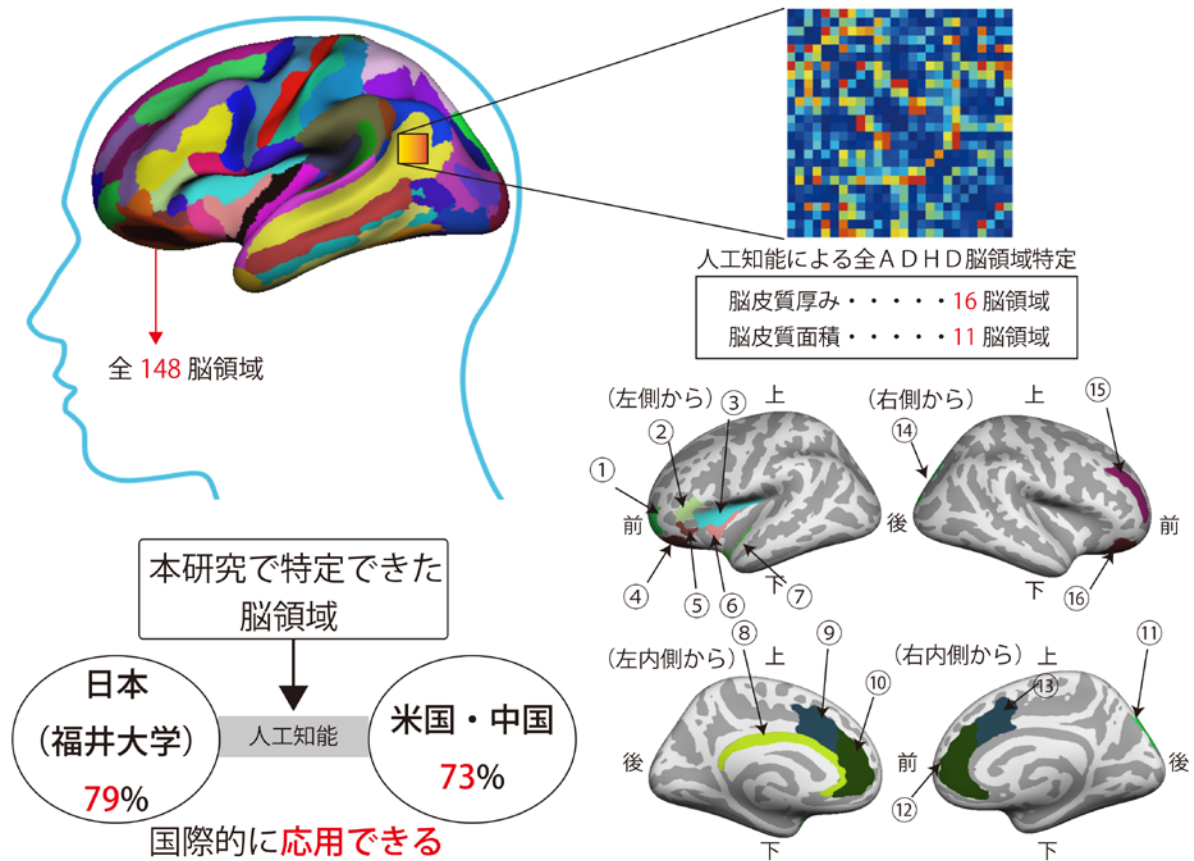 全 148 脳領域
人工知能による全ＡＤＨＤ脳領域特定
脳皮質厚み・・・・・16 脳領域
脳皮質面積・・・・・11 脳領域
本研究で特定できた
脳領域
日本
（福井大学）
79%
人工知能
米国・中国
73%
国際的に応用できる
（左側から）
上
①
②
③
前
後
④
⑤
⑥
⑦
下
（右側から）
上
⑭
⑮
前
⑯
下
（左内側から）
上
⑧
⑨
⑩
後
前
下
（右内側から）
上
⑪
⑬
⑫
後
下